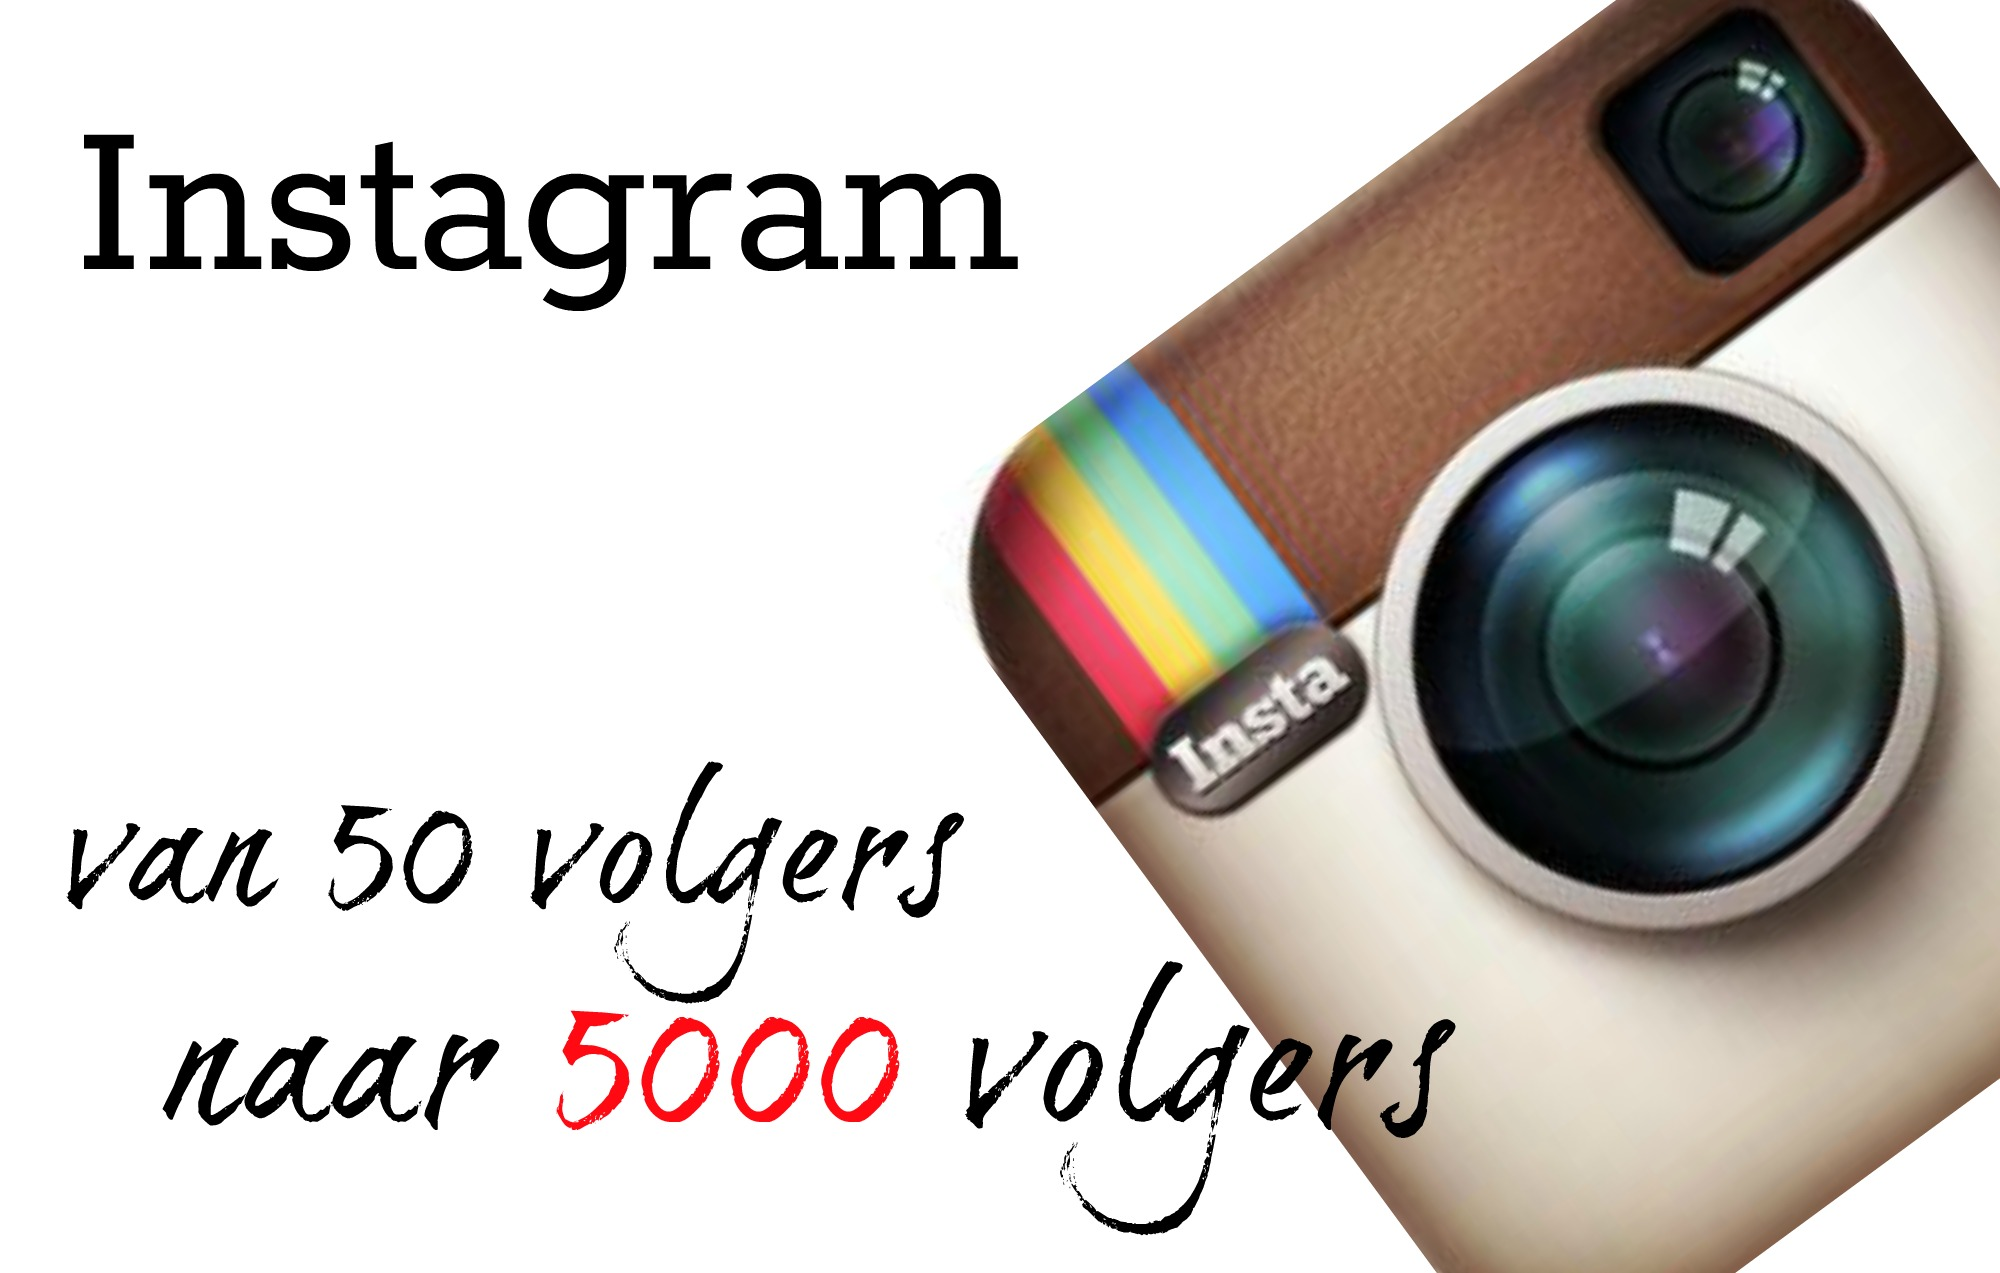 Instagram
Insta
van 50 volgers
naar 5000 volgers